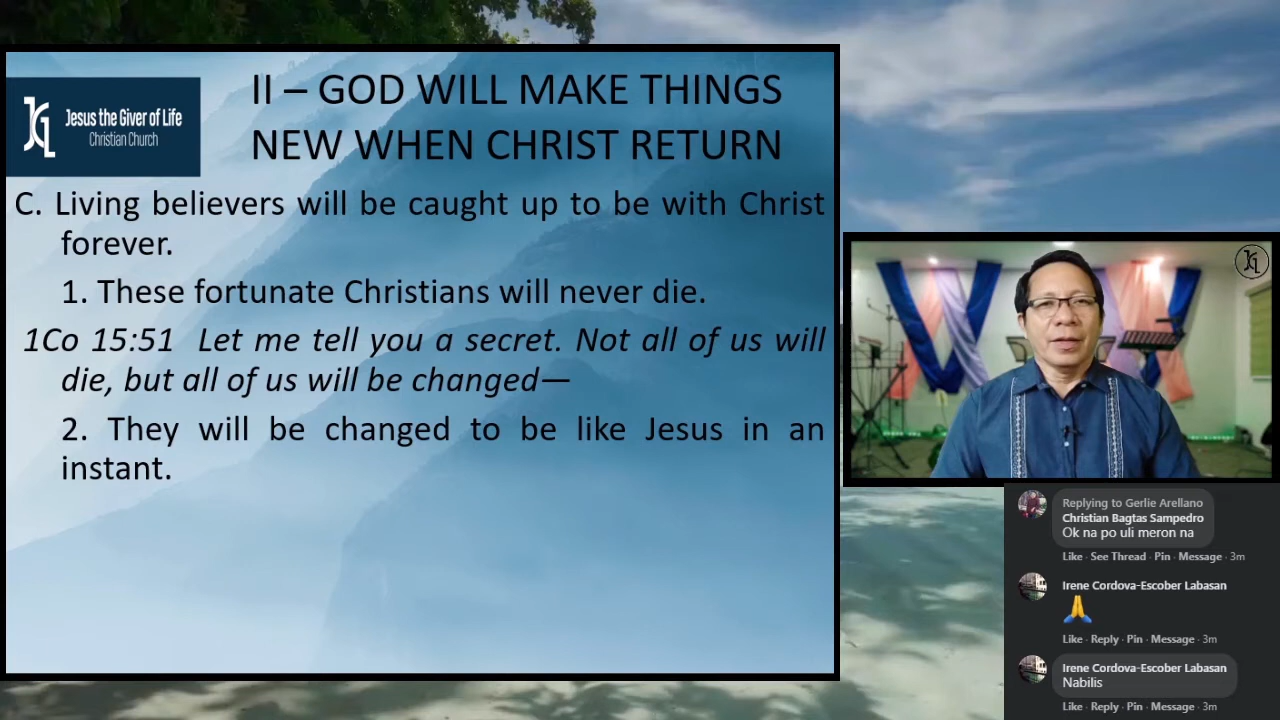 Jesus the Giver of Life
Christian Church
II – GOD WILL MAKE THINGS
NEW WHEN CHRIST RETURN
C. Living believers will be caught up to be with Christ
forever.
1. These fortunate Christians will never die.
1Co 15:51 Let me tell you a secret. Not all of us will
die, but all of us will be changed—
2. They will be changed to be like Jesus in an
instant.
Replying to Gerlie Arellano
Christian Bagtas Sampedro
Ok na po uli meron na
Like · See Thread · Pin · Message · 3m
Irene Cordova-Escober Labasan
🙏
Like · Reply · Pin · Message · 3m
Irene Cordova-Escober Labasan
Nabilis
Like · Reply · Pin · Message · 3m